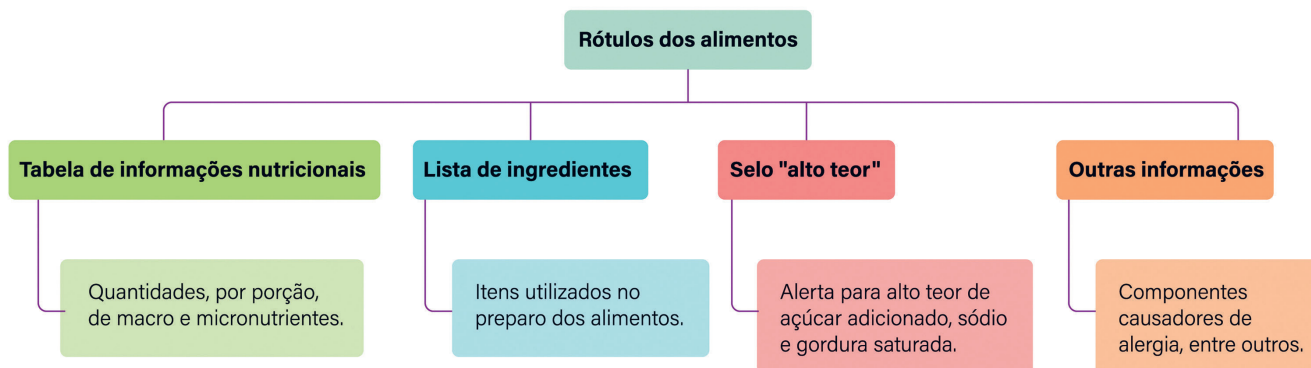 Rótulos dos alimentos
Tabela de informações nutricionais
Lista de ingredientes
Selo "alto teor"
Outras informações
Quantidades, por porção,
de macro e micronutrientes.
Itens utilizados no
preparo dos alimentos.
Alerta para alto teor de
açúcar adicionado, sódio
e gordura saturada.
Componentes
causadores de
alergia, entre outros.